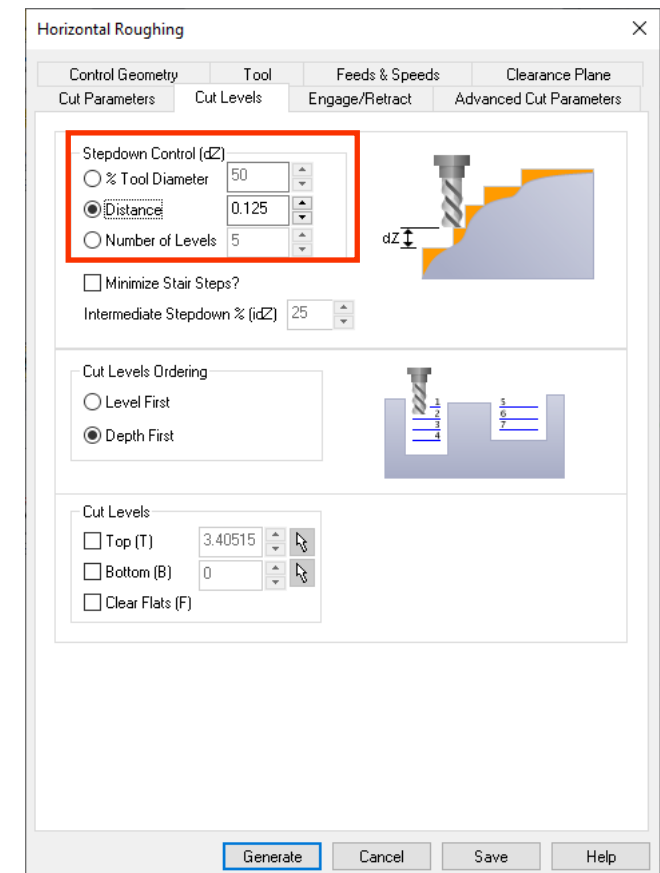 Horizontal Roughing
Control Geometry Tool Feeds & Speeds Clearance Plane
Cut Parameters Cut Levels Engage/Retract Advanced Cut Parameters
Stepdown Control (dZ)
% Tool Diameter 50
Distance 0.125
Number of Levels 5
dZ
Minimize Stair Steps?
Intermediate Stepdown % (idZ) 25
Cut Levels Ordering
Level First
Depth First
1 5
2 6
3 7
4
Cut Levels
Top (T) 3.40515
Bottom (B) 0
Clear Flats (F)
Generate Cancel Save Help